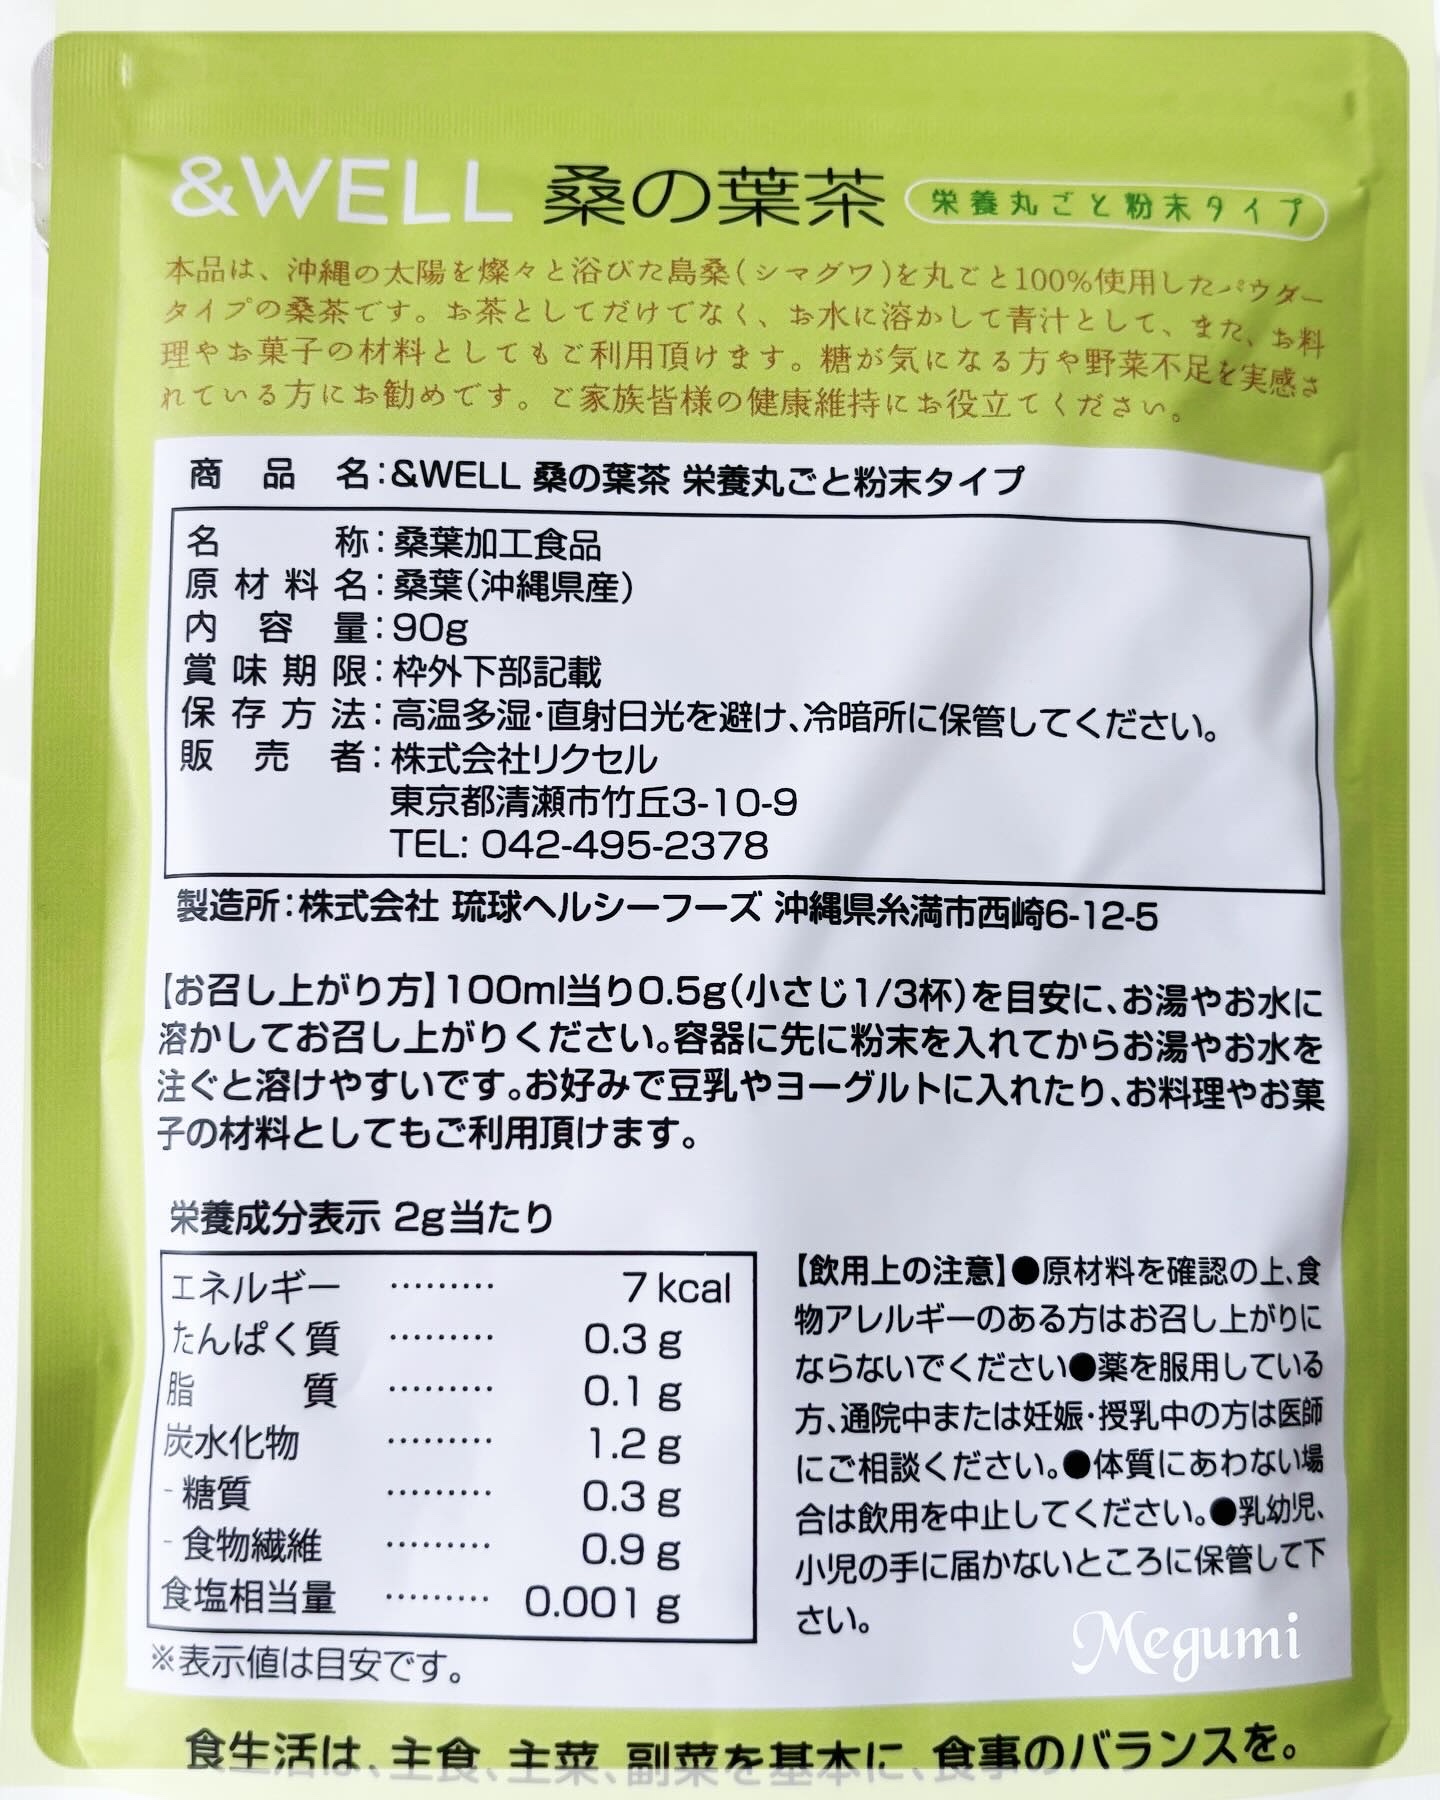 &WELL 桑の葉茶 栄養丸ごと粉末タイプ
本品は、沖縄の太陽を燦々と浴びた島桑(シマグワ)を丸ごと100%使用したパウダー
タイプの桑茶です。お茶としてだけでなく、お水に溶かして青汁として、また、お料
理やお菓子の材料としてもご利用頂けます。糖が気になる方や野菜不足を実感さ
れている方にお勧めです。ご家族皆様の健康維持にお役立てください。
商品名:&WELL 桑の葉茶 栄養丸ごと粉末タイプ
名称:桑葉加工食品
原材料名:桑葉(沖縄県産)
内容量:90g
賞味期限:枠外下部記載
保存方法:高温多湿・直射日光を避け、冷暗所に保管してください。
販売者:株式会社リクセル
東京都清瀬市竹丘3-10-9
TEL: 042-495-2378
製造所:株式会社 琉球ヘルシーフーズ 沖縄県糸満市西崎6-12-5
【お召し上がり方】100ml当り0.5g(小さじ1/3杯)を目安に、お湯やお水に
溶かしてお召し上がりください。容器に先に粉末を入れてからお湯やお水を
注ぐと溶けやすいです。お好みで豆乳やヨーグルトに入れたり、お料理やお菓
子の材料としてもご利用頂けます。
栄養成分表示 2g当たり
エネルギー ……… 7 kcal
たんぱく質 ……… 0.3 g
脂質 ……… 0.1 g
炭水化物 ……… 1.2 g
- 糖質 ……… 0.3 g
- 食物繊維 ……… 0.9 g
食塩相当量 ……… 0.001 g
※表示値は目安です。
【飲用上の注意】●原材料を確認の上、食
物アレルギーのある方はお召し上がりに
ならないでください●薬を服用している
方、通院中または妊娠・授乳中の方は医師
にご相談ください。●体質にあわない場
合は飲用を中止してください。●乳幼児、
小児の手に届かないところに保管して下
さい。
Megumi
食生活は、主食、主菜、副菜を基本に、食事のバランスを。